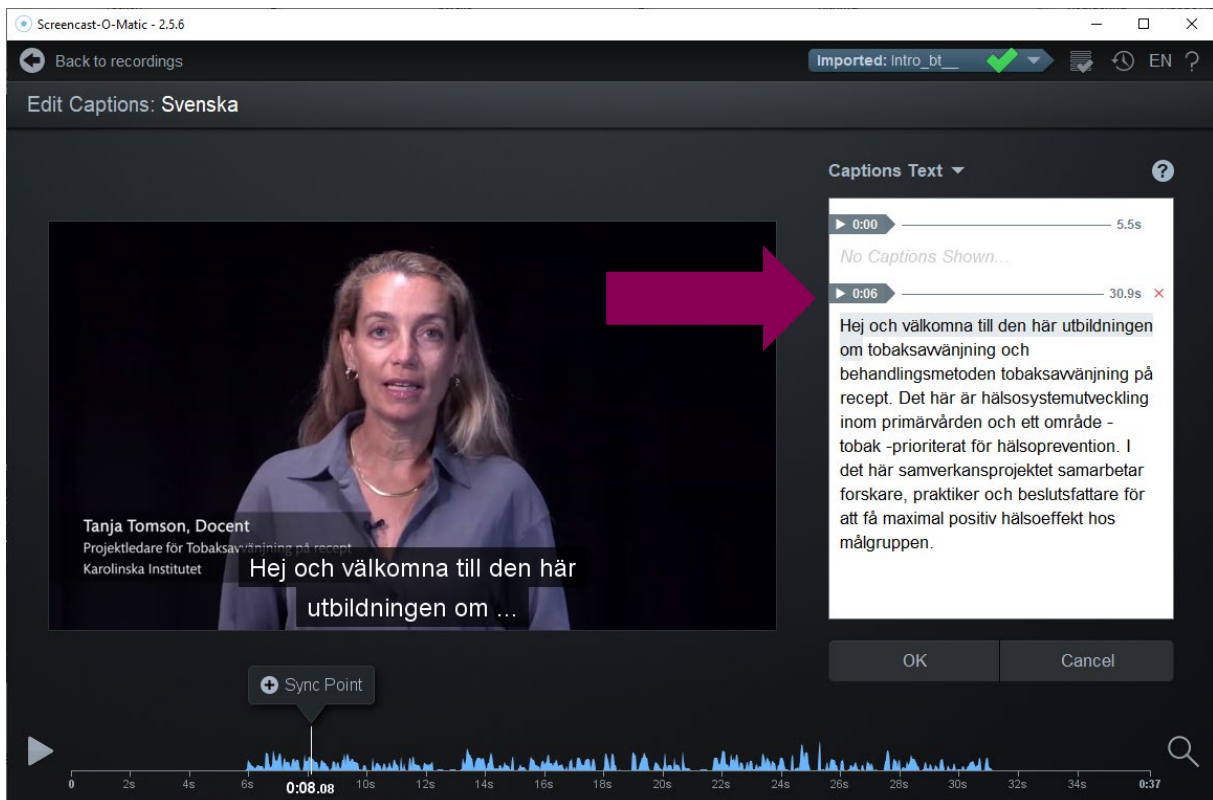 Screencast-O-Matic - 2.5.6
Back to recordings
Imported: Intro_bt__
EN ?
Edit Captions: Svenska
Captions Text
?
0:00 5.5s
No Captions Shown...
0:06 30.9s ×
Hej och välkomna till den här utbildningen
om tobaksavvänjning och
behandlingsmetoden tobaksavvänjning på
recept. Det här är hälsosystemutveckling
inom primärvården och ett område -
tobak -prioriterat för hälsoprevention. I
det här samverkansprojektet samarbetar
forskare, praktiker och beslutsfattare för
att få maximal positiv hälsoeffekt hos
målgruppen.
Tanja Tomson, Docent
Projektledare för Tobaksavvänjning på recept
Karolinska Institutet
Hej och välkomna till den här
utbildningen om ...
OK Cancel
Sync Point
0 2s 4s 6s 0:08.08 10s 12s 14s 16s 18s 20s 22s 24s 26s 28s 30s 32s 34s 0:37